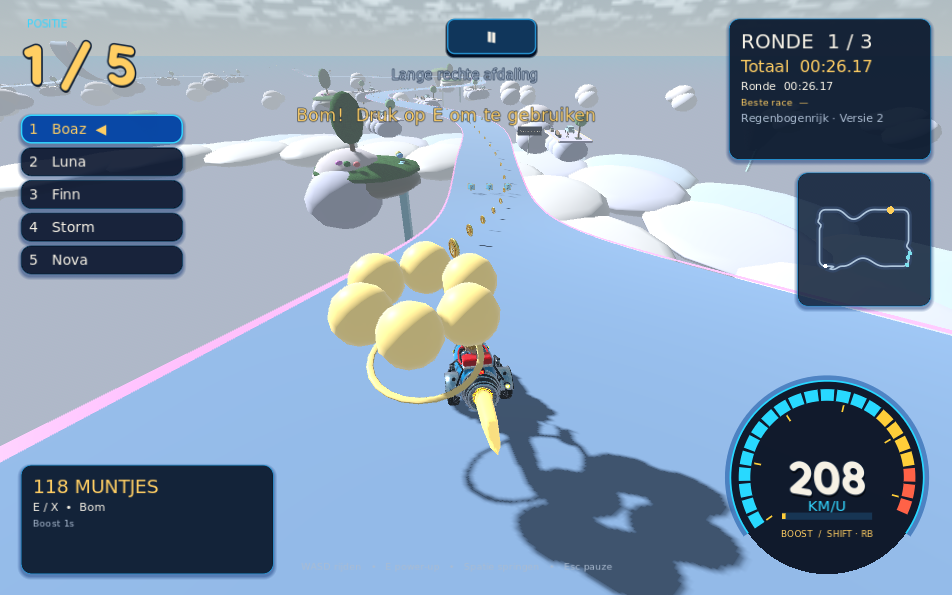 POSITIE
1/5
1 Boaz ◀
2 Luna
3 Finn
4 Storm
5 Nova
Lange rechte afdaling
Bom! Druk op E om te gebruiken
RONDE 1 / 3
Totaal 00:26.17
Ronde 00:26.17
Beste race —
Regenbogenrijk · Versie 2
118 MUNTJES
E / X • Bom
Boost 1s
208
KM/U
BOOST / SHIFT · RB
Esc pauze